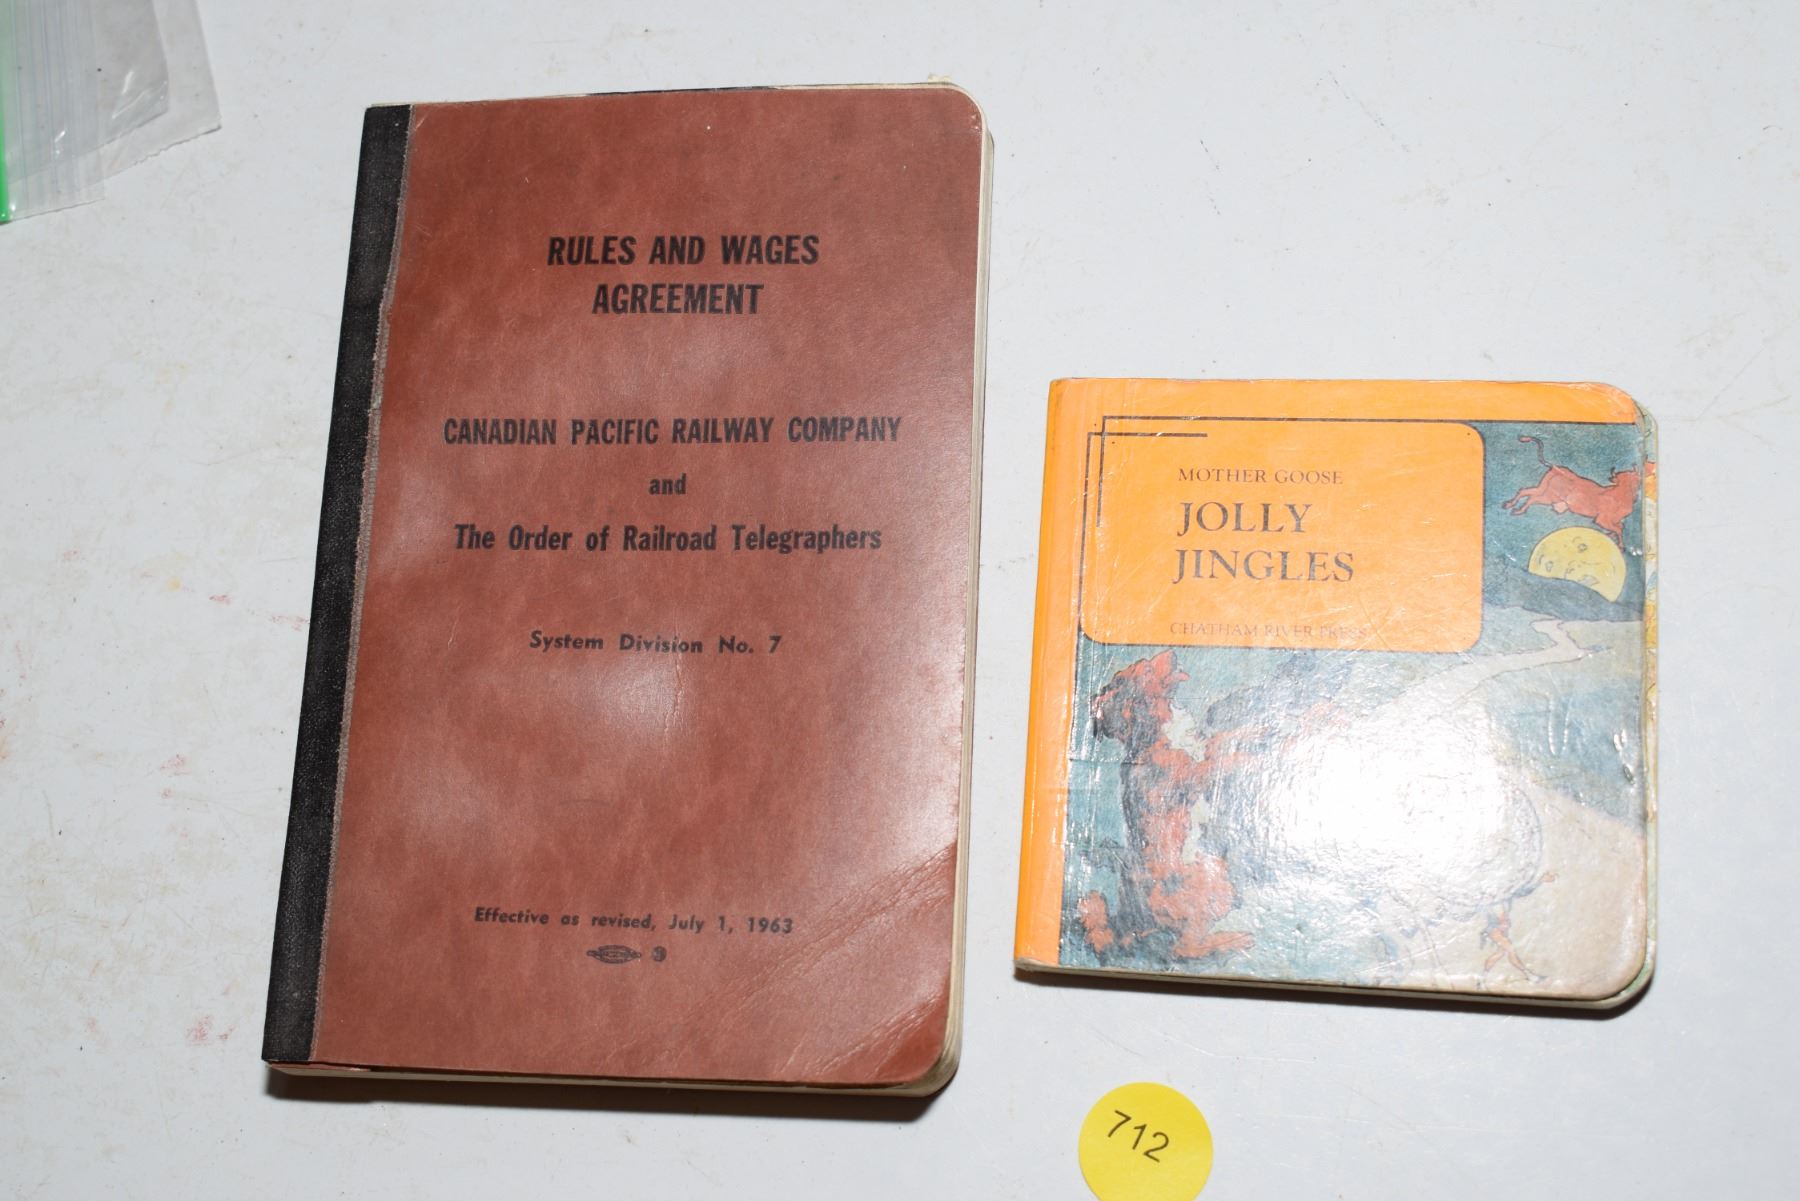 RULES AND WAGES
AGREEMENT
CANADIAN PACIFIC RAILWAY COMPANY
and
The Order of Railroad Telegraphers
System Division No. 7
Effective as revised, July 1, 1963
9
MOTHER GOOSE
JOLLY
JINGLES
CHATHAM RIVER PRESS
712